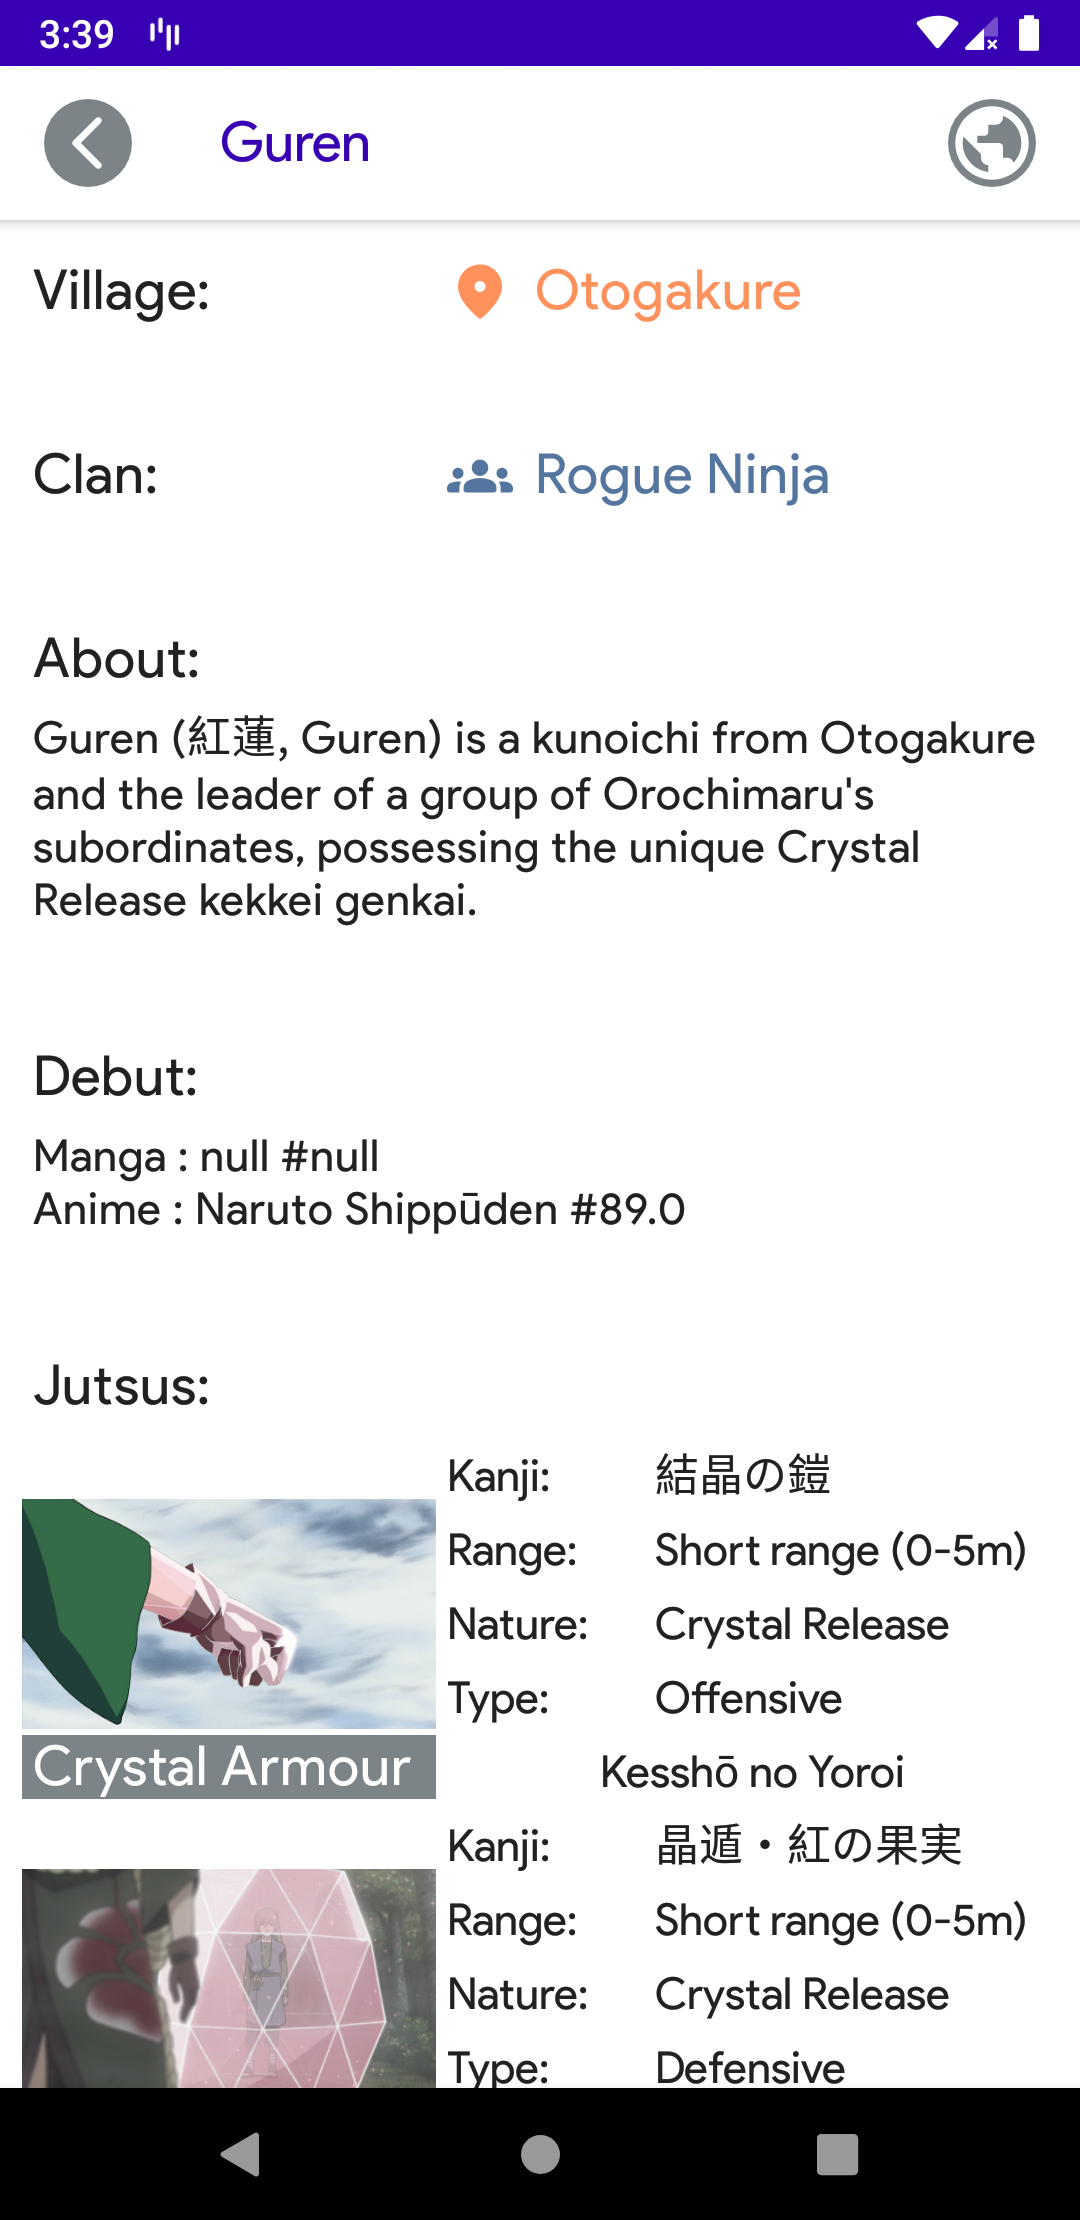 3:39
Guren
Village:
Otogakure
Clan:
Rogue Ninja
About:
Guren (紅蓮, Guren) is a kunoichi from Otogakure
and the leader of a group of Orochimaru's
subordinates, possessing the unique Crystal
Release kekkei genkai.
Debut:
Manga : null #null
Anime : Naruto Shippūden #89.0
Jutsus:
Kanji: 結晶の鎧
Range: Short range (0-5m)
Nature: Crystal Release
Type: Offensive
Crystal Armour
Kesshō no Yoroi
Kanji: 晶遁・紅の果実
Range: Short range (0-5m)
Nature: Crystal Release
Type: Defensive